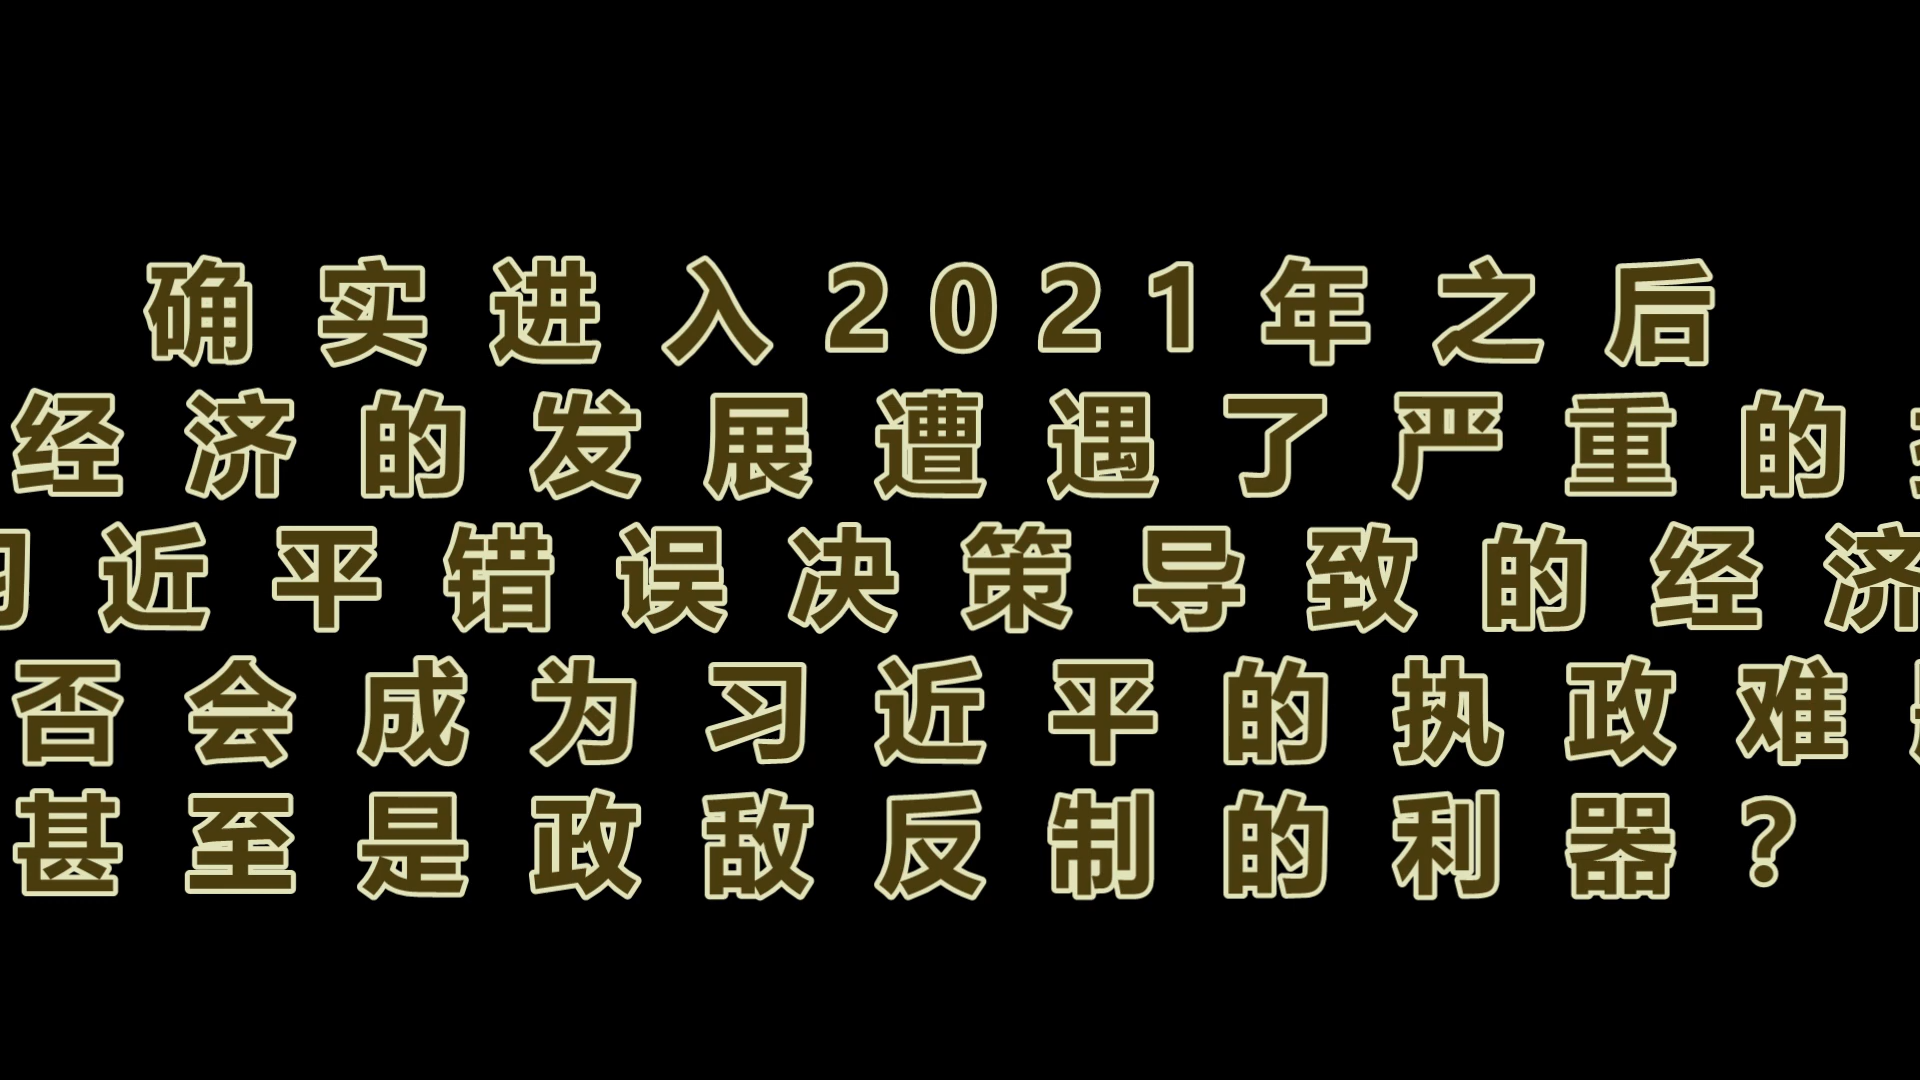 确实进入2021年之后
经济的发展遭遇了严重的
习近平错误决策导致的经济
否会成为习近平的执政难
甚至是政敌反制的利器？